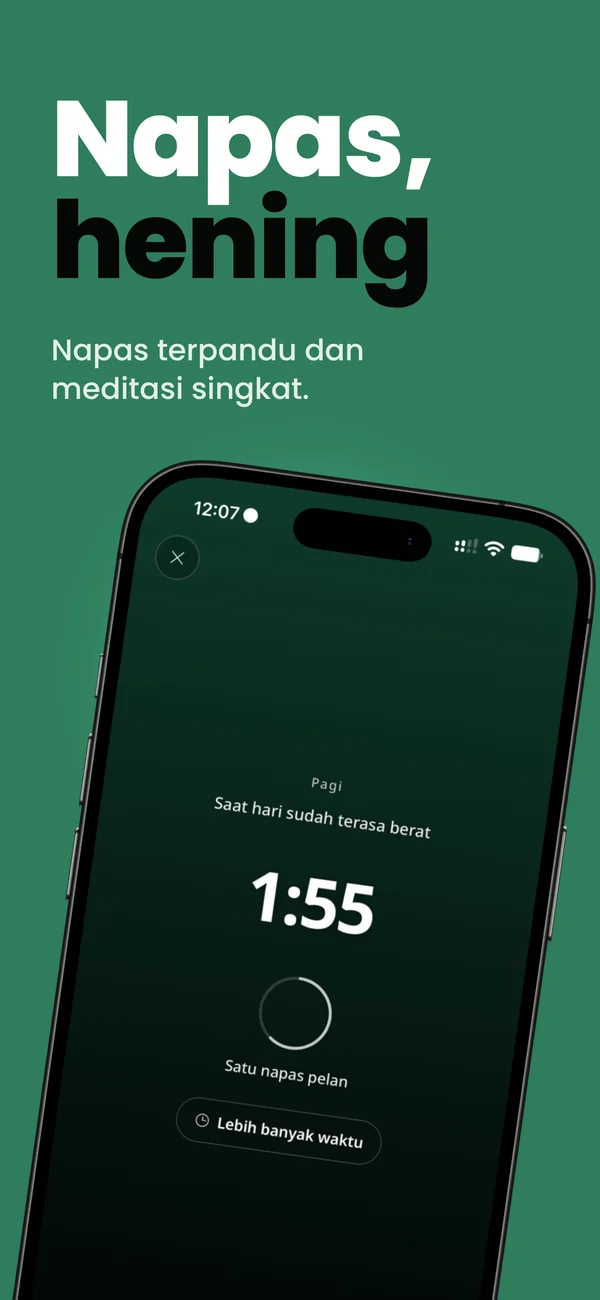 Napas,
hening
Napas terpandu dan
meditasi singkat.
12:07
Pagi
Saat hari sudah terasa berat
1:55
Satu napas pelan
Lebih banyak waktu